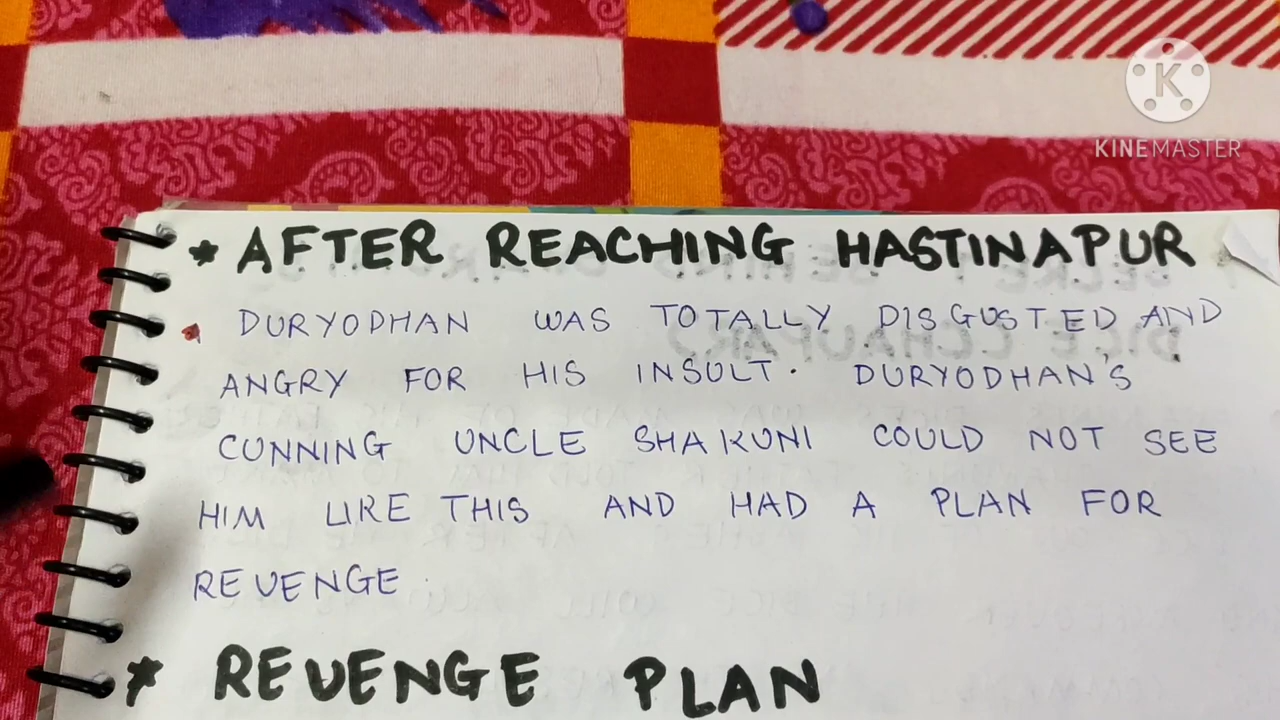 K
KINEMASTER
* AFTER REACHING HASTINAPUR
• DURYODHAN WAS TOTALLY DISGUSTED AND
ANGRY FOR HIS INSULT. DURYODHAN'S
CUNNING UNCLE SHAKUNI COULD NOT SEE
HIM LIKE THIS AND HAD A PLAN FOR
REVENGE.
* REVENGE PLAN